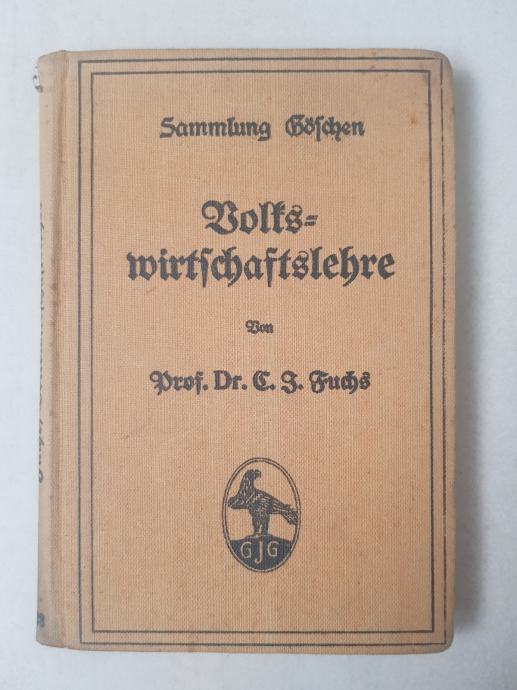 Sammlung Göschen
Volks=
wirtschaftslehre
Von
Prof. Dr. C. J. Fuchs
GJG